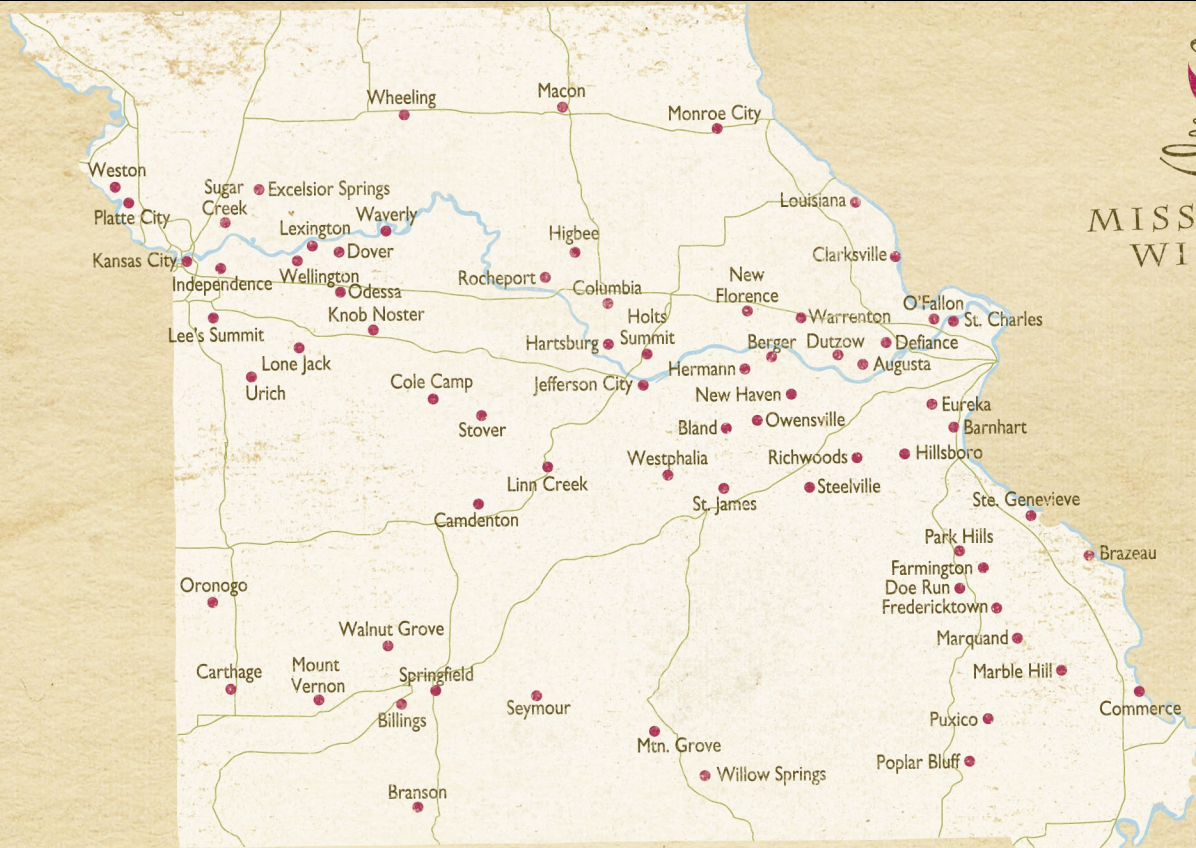 Wheeling
Macon
Monroe City
Weston
Platte City
Sugar
Creek
Excelsior Springs
Lexington
Waverly
Dover
Kansas City
Independence
Wellington
Odessa
Knob Noster
Lee's Summit
Lone Jack
Urich
Higbee
Rocheport
Columbia
Holts
Summit
Hartsburg
Jefferson City
Louisiana
Clarksville
New
Florence
Warrenton
O'Fallon
St. Charles
Berger
Dutzow
Defiance
Augusta
Hermann
New Haven
Eureka
Owensville
Bland
Barnhart
Cole Camp
Stover
Westphalia
Richwoods
Hillsboro
Linn Creek
St. James
Steelville
Camdenton
Ste. Genevieve
Park Hills
Brazeau
Farmington
Doe Run
Fredericktown
Oronogo
Walnut Grove
Marquand
Carthage
Mount
Vernon
Springfield
Marble Hill
Billings
Seymour
Commerce
Puxico
Mtn. Grove
Poplar Bluff
Willow Springs
Branson
MISS
WI